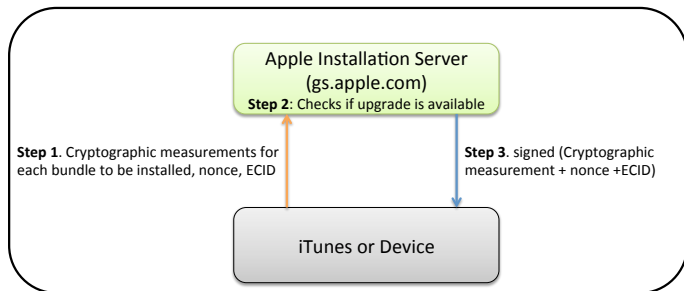 Apple Installation Server
(gs.apple.com)
Step 2: Checks if upgrade is available
Step 1. Cryptographic measurements for
each bundle to be installed, nonce, ECID
Step 3. signed (Cryptographic
measurement + nonce +ECID)
iTunes or Device